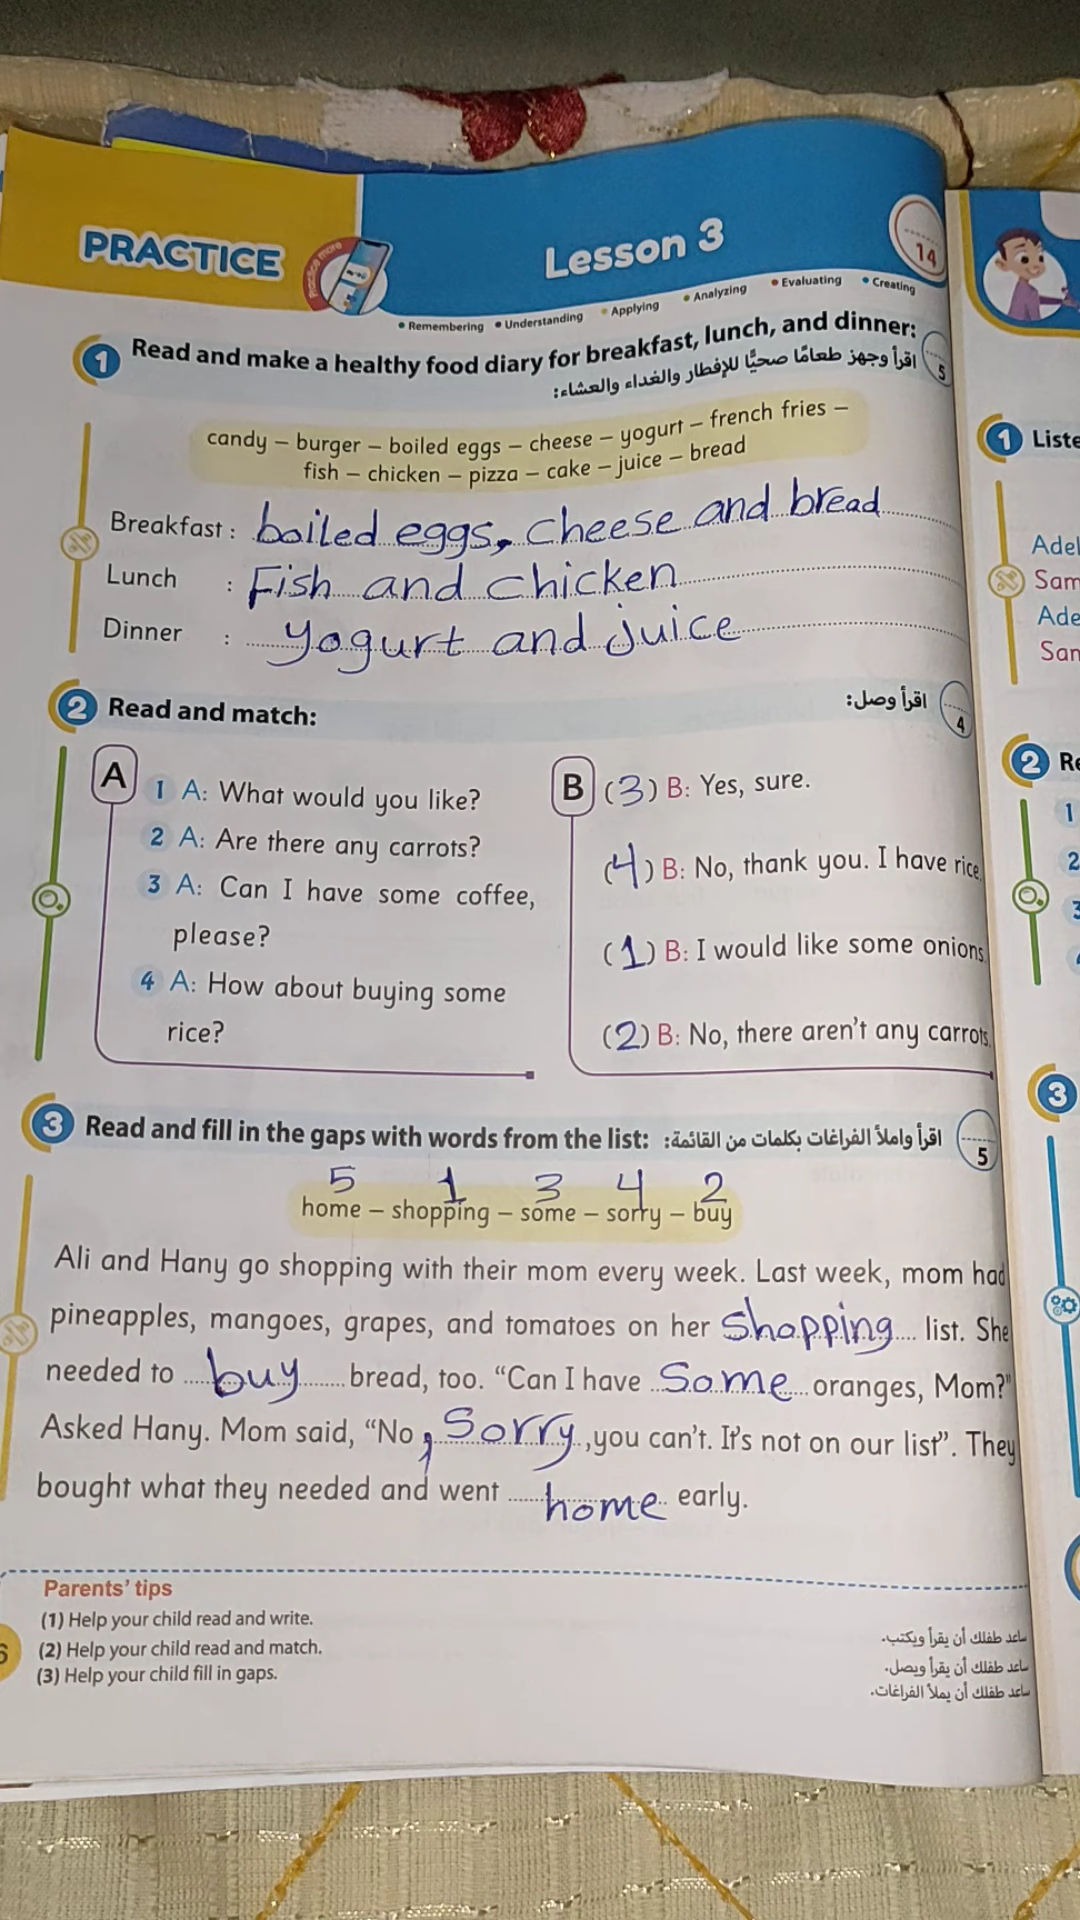 PRACTICE
Practice more
Lesson 3
14
• Remembering • Understanding • Applying • Analyzing • Evaluating • Creating
1 Read and make a healthy food diary for breakfast, lunch, and dinner:
5
اقرأ وجهز طعامًا صحيًّا للإفطار والغداء والعشاء:
candy – burger – boiled eggs – cheese – yogurt – french fries –
fish – chicken – pizza – cake – juice – bread
Breakfast : boiled eggs, cheese and bread
Lunch : Fish and chicken
Dinner : yogurt and juice
2 Read and match:
اقرأ وصل:
4
A
1 A: What would you like?
2 A: Are there any carrots?
3 A: Can I have some coffee,
please?
4 A: How about buying some
rice?
B
(3) B: Yes, sure.
(4) B: No, thank you. I have rice.
(1) B: I would like some onions
(2) B: No, there aren't any carrots.
3 Read and fill in the gaps with words from the list:
اقرأ واملأ الفراغات بكلمات من القائمة:
5
5 1 3 4 2
home – shopping – some – sorry – buy
Ali and Hany go shopping with their mom every week. Last week, mom had
pineapples, mangoes, grapes, and tomatoes on her shopping list. She
needed to buy bread, too. “Can I have Some oranges, Mom?"
Asked Hany. Mom said, “No, Sorry, you can't. It's not on our list”. They
bought what they needed and went home early.
Parents' tips
(1) Help your child read and write.
(2) Help your child read and match.
(3) Help your child fill in gaps.
ساعد طفلك أن يقرأ ويكتب.
ساعد طفلك أن يقرأ ويصل.
ساعد طفلك أن يملأ الفراغات.
6
1 Liste
Adel
Sam
Ade
Sam
2 Re
1
2
3
3